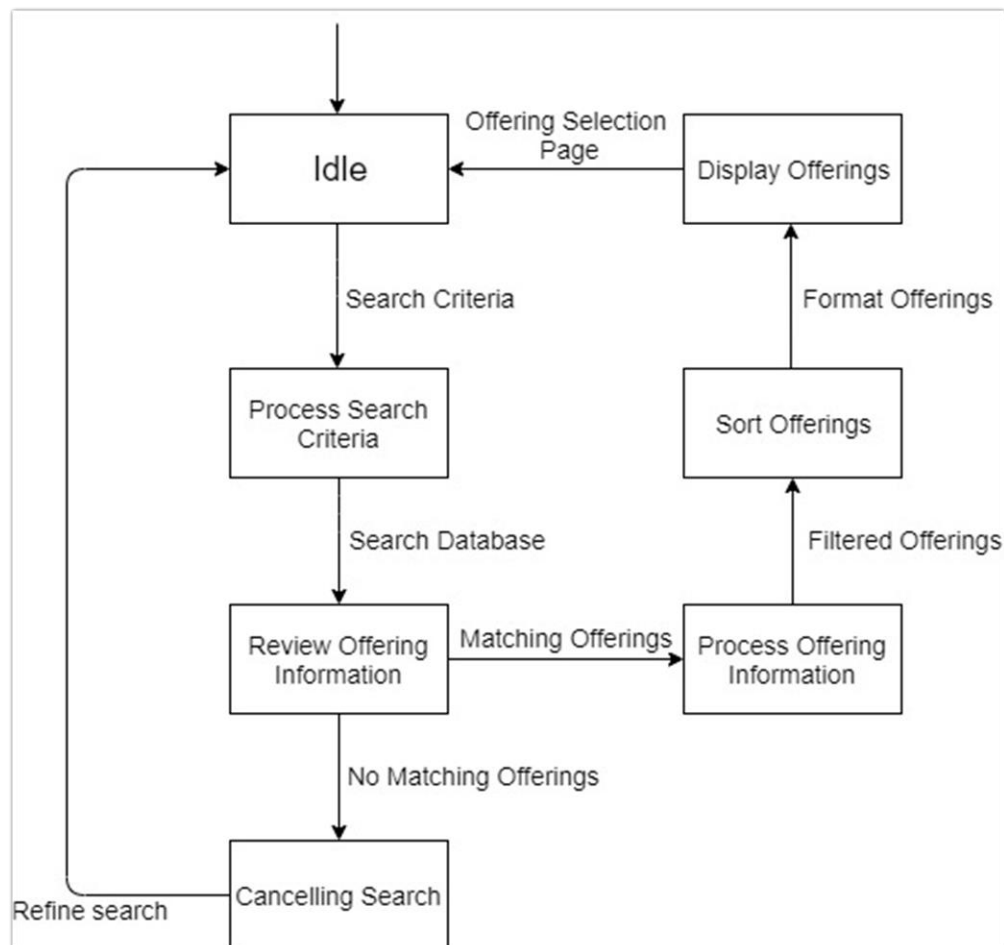 Offering Selection
Page
Idle
Display Offerings
Search Criteria
Format Offerings
Process Search
Criteria
Sort Offerings
Search Database
Filtered Offerings
Review Offering
Information
Matching Offerings
Process Offering
Information
No Matching Offerings
Cancelling Search
Refine search